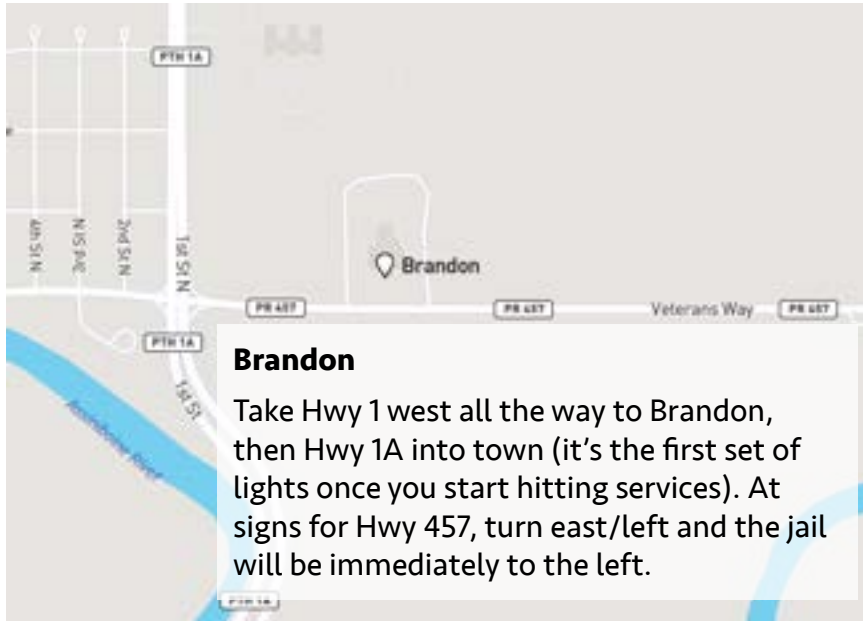 PTH 1A
4th St N
3rd St N
2nd St N
1st St N
Brandon
PR 457
PR 457
Veterans Way
PR 457
PTH 1A
1st St
Assiniboine River
Brandon
Take Hwy 1 west all the way to Brandon,
then Hwy 1A into town (it's the first set of
lights once you start hitting services). At
signs for Hwy 457, turn east/left and the jail
will be immediately to the left.
PTH 1A